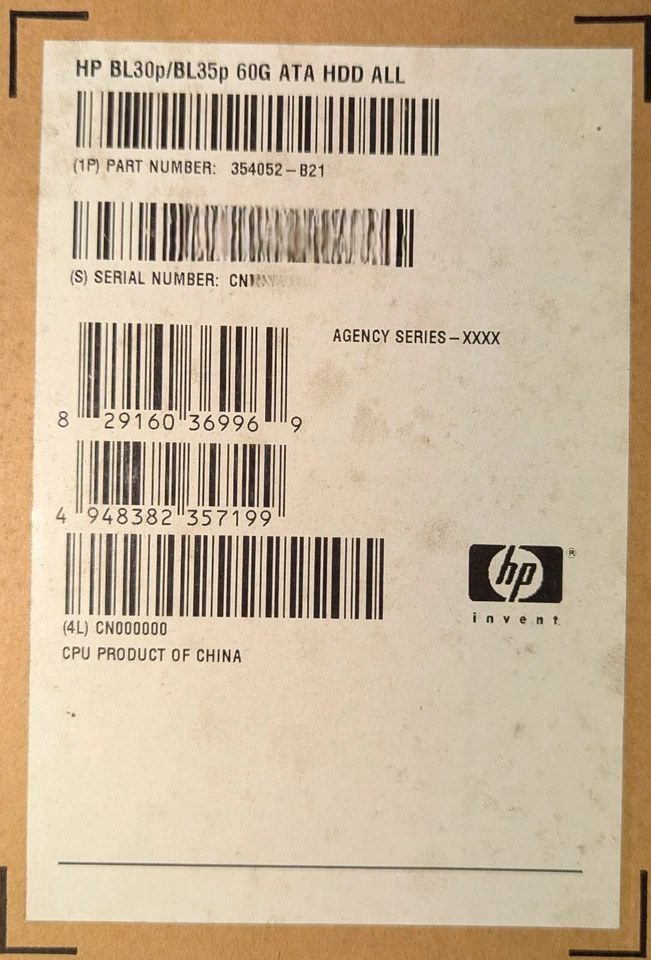 HP BL30p/BL35p 60G ATA HDD ALL
(1P) PART NUMBER: 354052-B21
(S) SERIAL NUMBER:
AGENCY SERIES-XXXX
8 29160 36996 9
4 948382 357199
hp ®
invent
(4L) CN000000
CPU PRODUCT OF CHINA